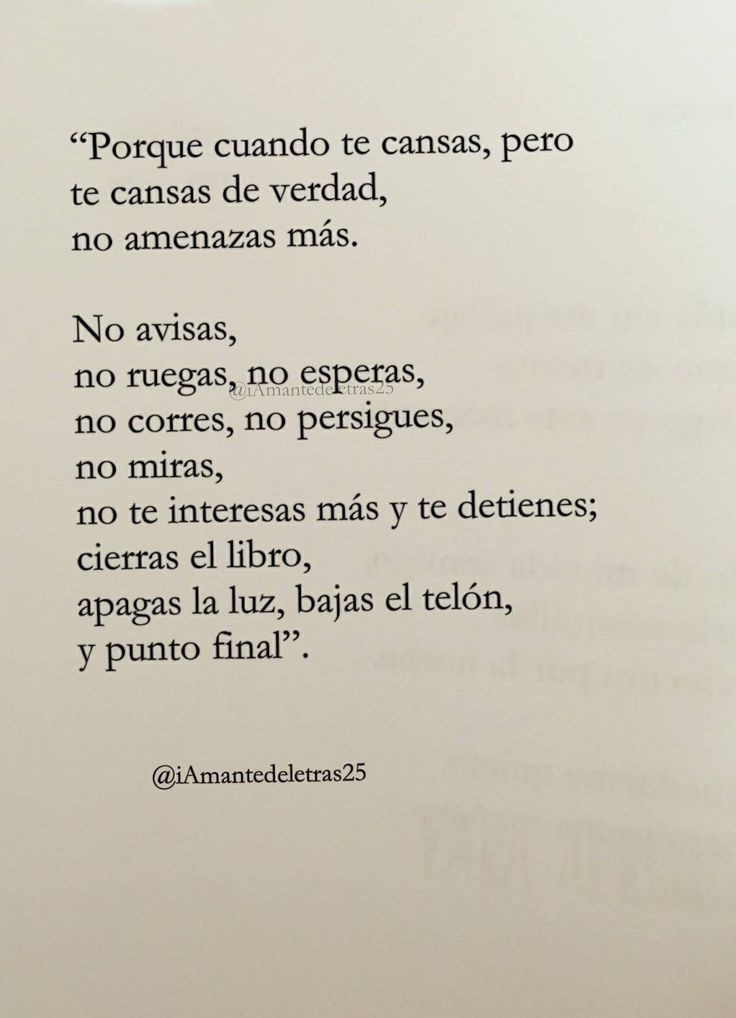 “Porque cuando te cansas, pero
te cansas de verdad,
no amenazas más.
No avisas,
no ruegas, no esperas,
@iAmantedeletras25
no corres, no persigues,
no miras,
no te interesas más y te detienes;
cierras el libro,
apagas la luz, bajas el telón,
y punto final”.
@iAmantedeletras25